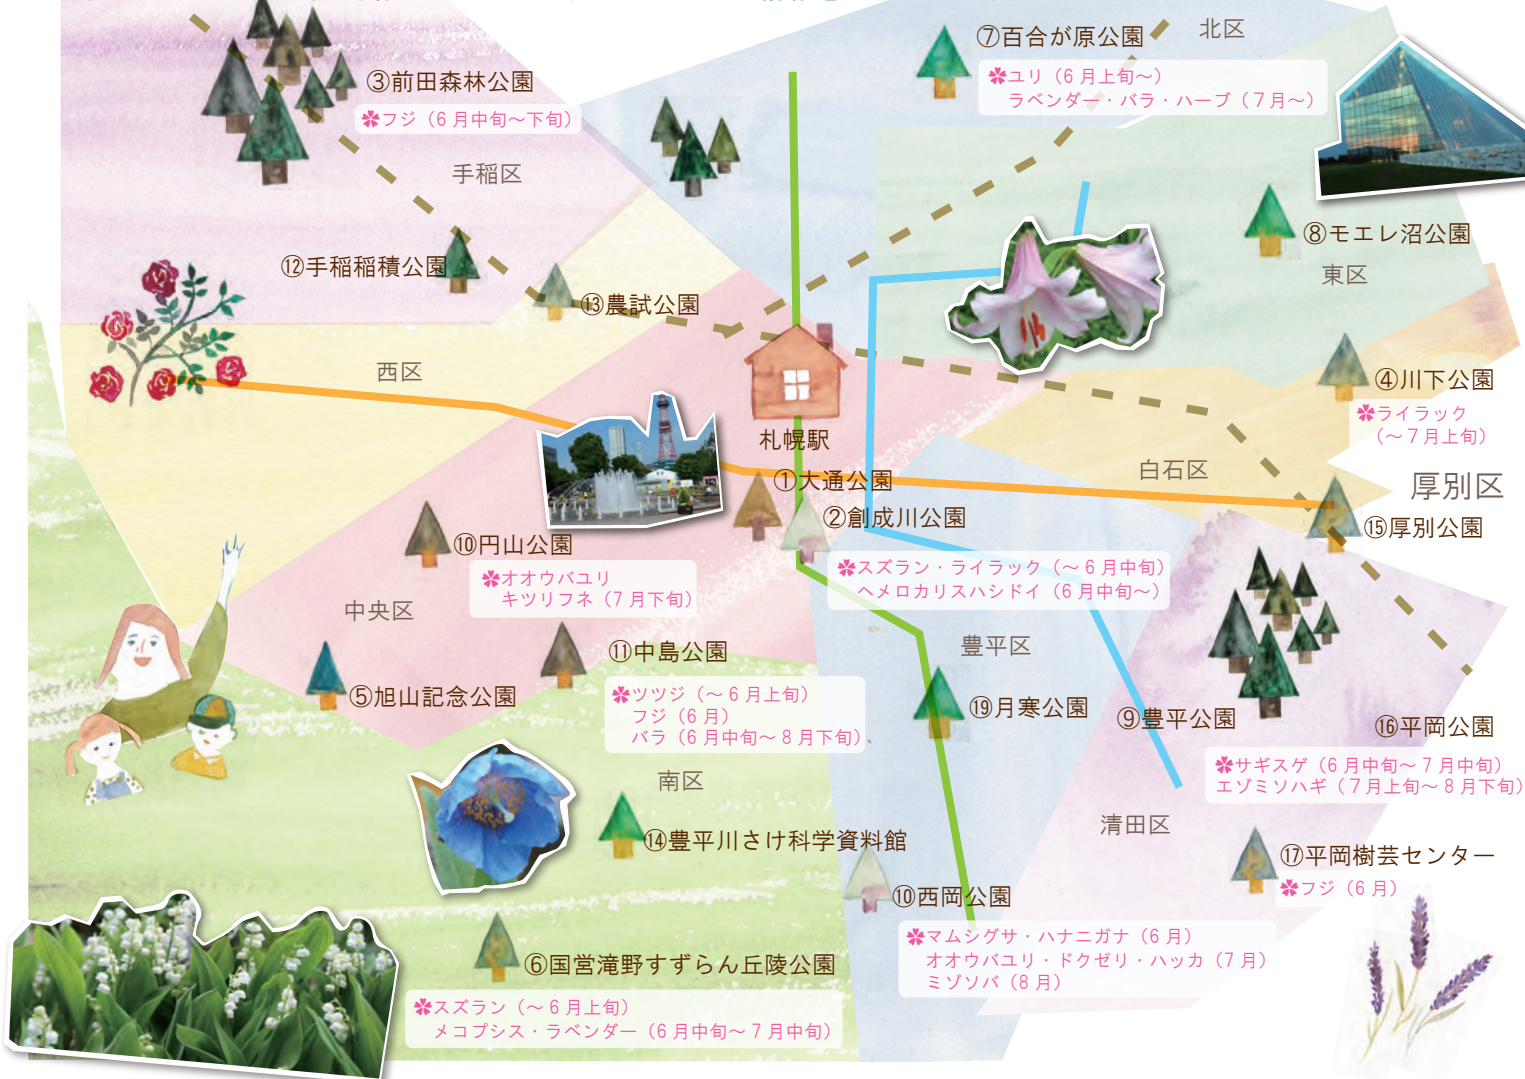 ⑦百合が原公園
北区
✽ユリ（6月上旬～）
ラベンダー・バラ・ハーブ（7月～）
③前田森林公園
✽フジ（6月中旬～下旬）
手稲区
⑧モエレ沼公園
東区
⑫手稲稲積公園
⑬農試公園
西区
④川下公園
✽ライラック
（～7月上旬）
札幌駅
①大通公園
白石区
厚別区
②創成川公園
⑮厚別公園
⑩円山公園
✽オオウバユリ
キツリフネ（7月下旬）
✽スズラン・ライラック（～6月中旬）
ヘメロカリスハシドイ（6月中旬～）
中央区
⑪中島公園
豊平区
⑤旭山記念公園
✽ツツジ（～6月上旬）
フジ（6月）
バラ（6月中旬～8月下旬）
⑲月寒公園
⑨豊平公園
⑯平岡公園
✽サギスゲ（6月中旬～7月中旬）
エゾミソハギ（7月上旬～8月下旬）
南区
清田区
⑭豊平川さけ科学資料館
⑰平岡樹芸センター
✽フジ（6月）
⑩西岡公園
✽マムシグサ・ハナニガナ（6月）
オオウバユリ・ドクゼリ・ハッカ（7月）
ミゾソバ（8月）
⑥国営滝野すずらん丘陵公園
✽スズラン（～6月上旬）
メコプシス・ラベンダー（6月中旬～7月中旬）